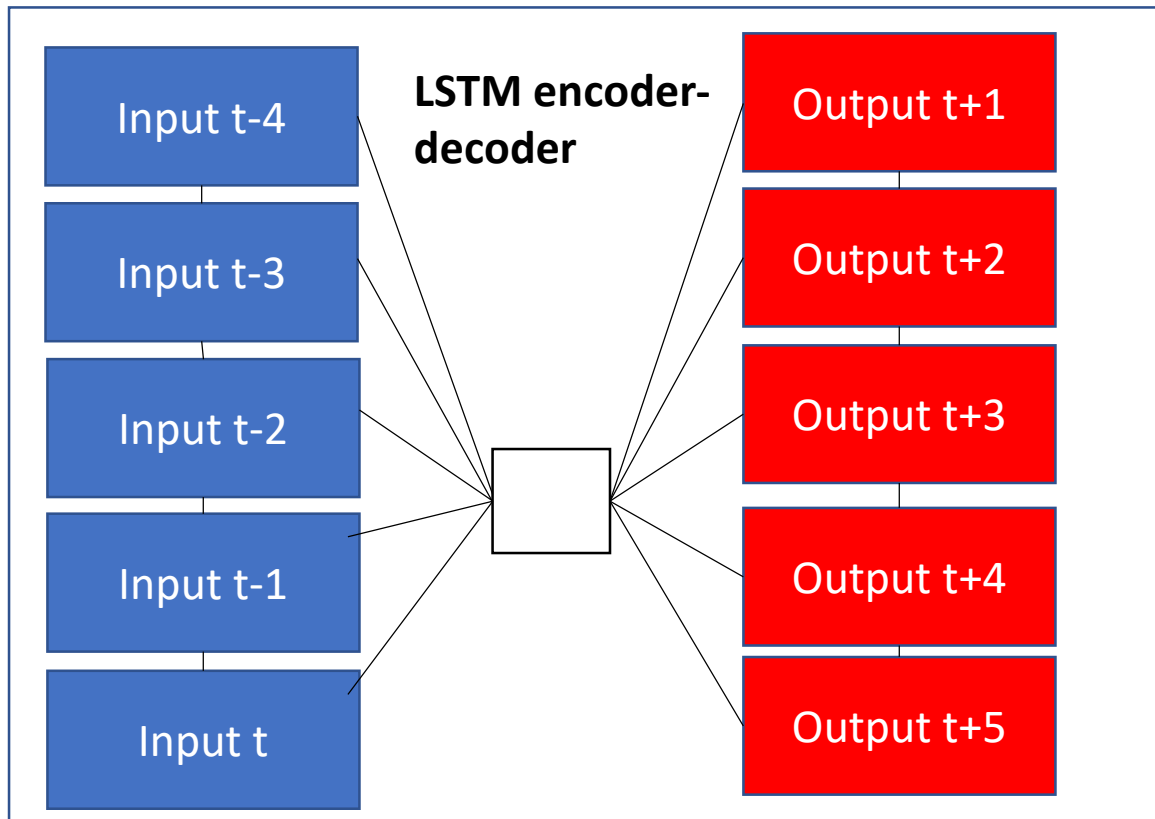 Input t-4
Input t-3
Input t-2
Input t-1
Input t
LSTM encoder-
decoder
Output t+1
Output t+2
Output t+3
Output t+4
Output t+5